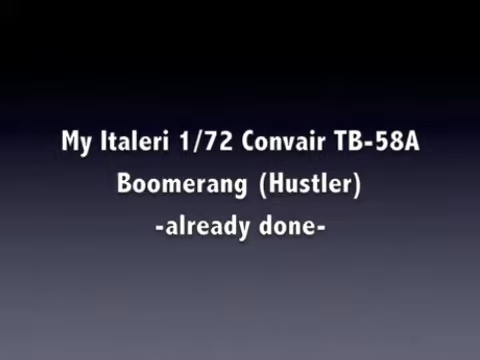 My Italeri 1/72 Convair TB-58A
Boomerang (Hustler)
-already done-